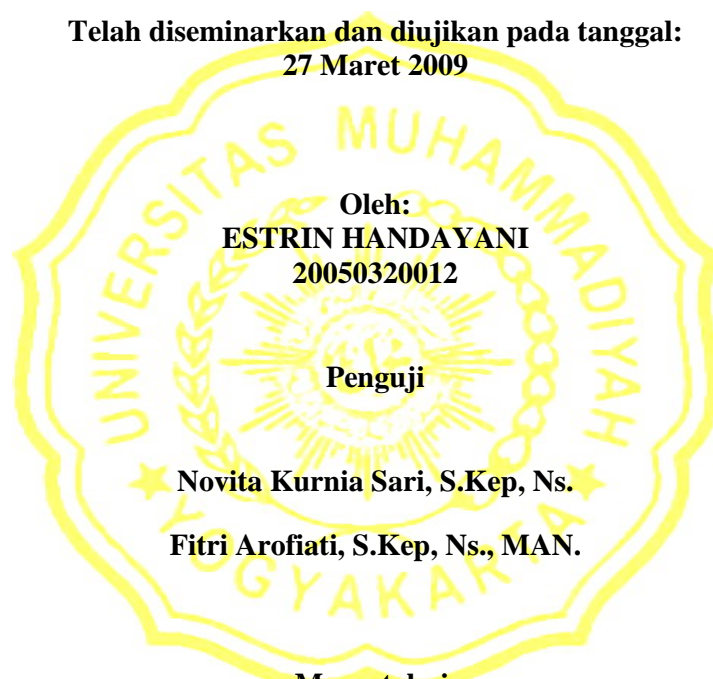 Telah diseminarkan dan diujikan pada tanggal:
27 Maret 2009
UNIVERSITAS MUHAMMADIYAH
YOGYAKARTA
Oleh:
ESTRIN HANDAYANI
20050320012
Penguji
Novita Kurnia Sari, S.Kep, Ns.
Fitri Arofiati, S.Kep, Ns., MAN.